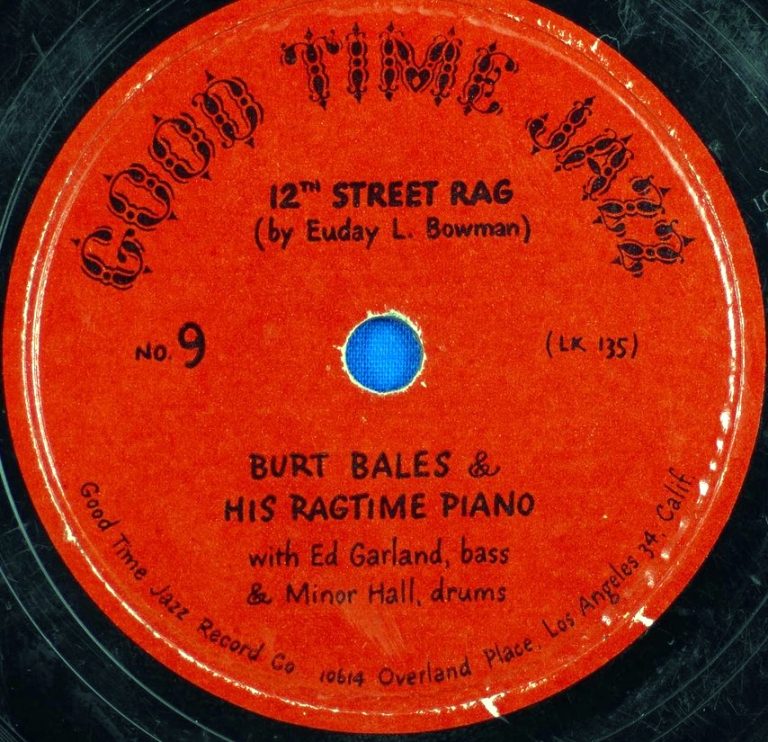 GOOD TIME JAZZ
12TH STREET RAG
(by Euday L. Bowman)
NO. 9
(LK 135)
BURT BALES &
HIS RAGTIME PIANO
with Ed Garland, bass
& Minor Hall, drums
Good Time Jazz Record Co 10614 Overland Place, Los Angeles 34, Calif.